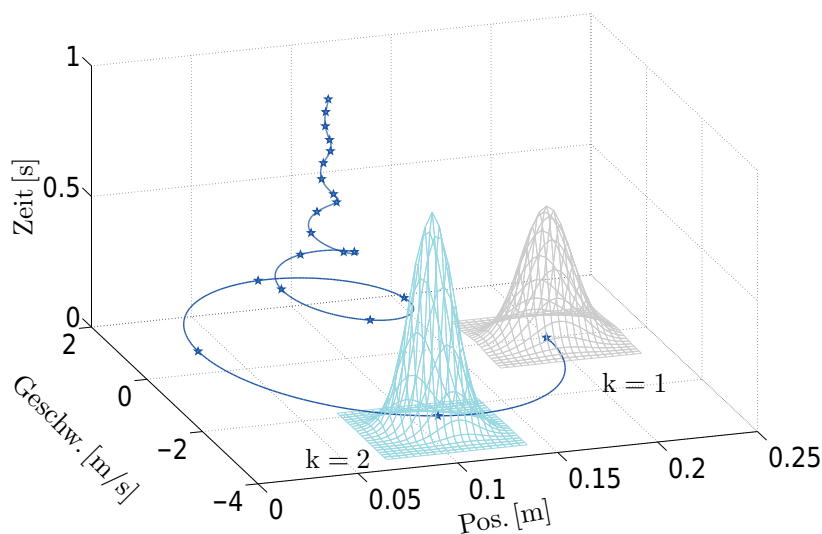 1
0.5
0
Zeit [s]
2
0
−2
−4
Geschw. [m/s]
0
0.05
0.1
0.15
0.2
0.25
Pos. [m]
k = 1
k = 2